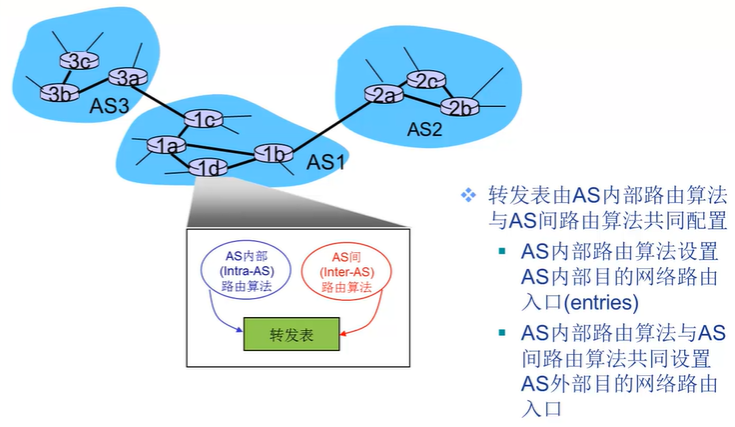 3c
3b
3a
AS3
1c
1a
1d
1b
AS1
2a
2c
2b
AS2
AS内部
(Intra-AS)
路由算法
AS间
(Inter-AS)
路由算法
转发表
转发表由AS内部路由算法
与AS间路由算法共同配置
AS内部路由算法设置
AS内部目的网络路由
入口(entries)
AS内部路由算法与AS
间路由算法共同设置
AS外部目的网络路由
入口